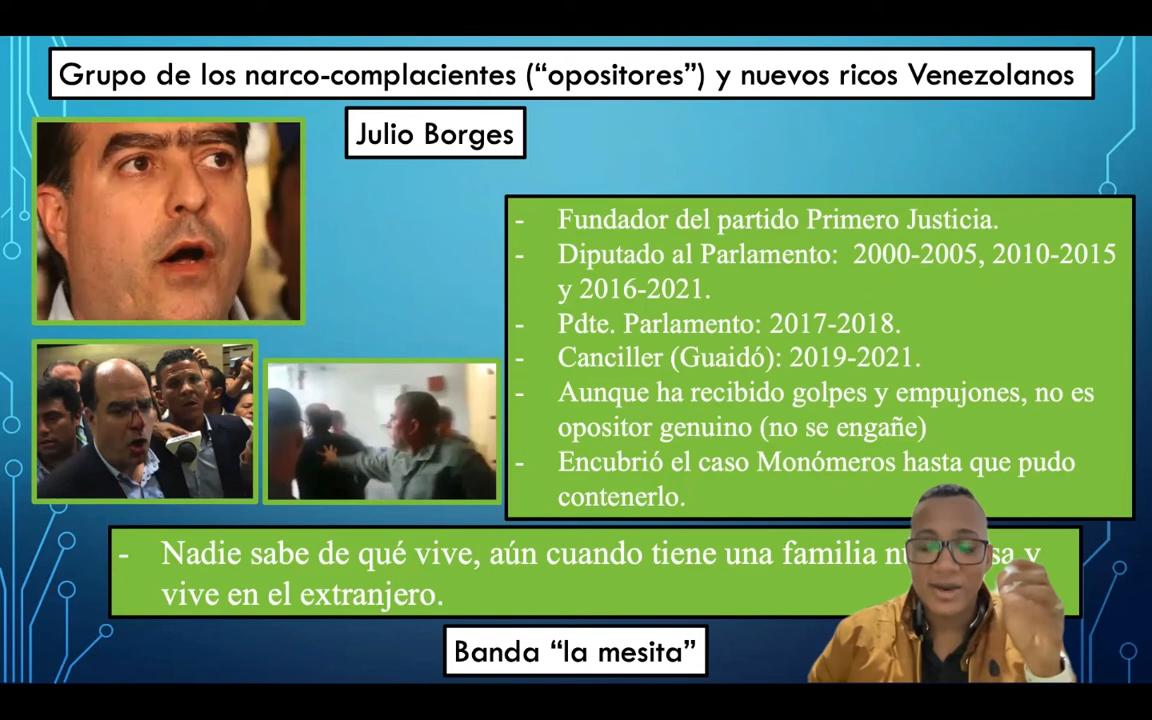 Grupo de los narco-complacientes (“opositores”) y nuevos ricos Venezolanos
Julio Borges
- Fundador del partido Primero Justicia.
- Diputado al Parlamento: 2000-2005, 2010-2015
y 2016-2021.
- Pdte. Parlamento: 2017-2018.
- Canciller (Guaidó): 2019-2021.
- Aunque ha recibido golpes y empujones, no es
opositor genuino (no se engañe)
- Encubrió el caso Monómeros hasta que pudo
contenerlo.
- Nadie sabe de qué vive, aún cuando tiene una familia y
vive en el extranjero.
Banda “la mesita”